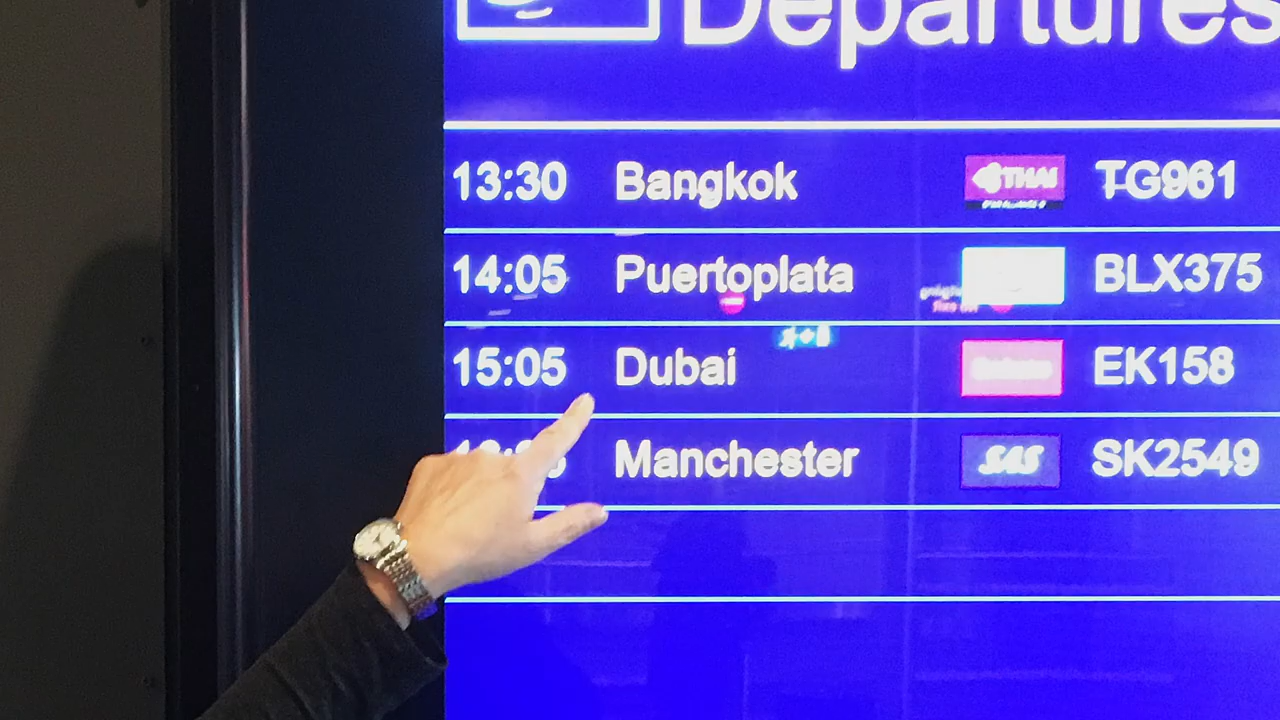 Departures
13:30 Bangkok THAI TG961
14:05 Puertoplata BLX375
15:05 Dubai EK158
Manchester SAS SK2549